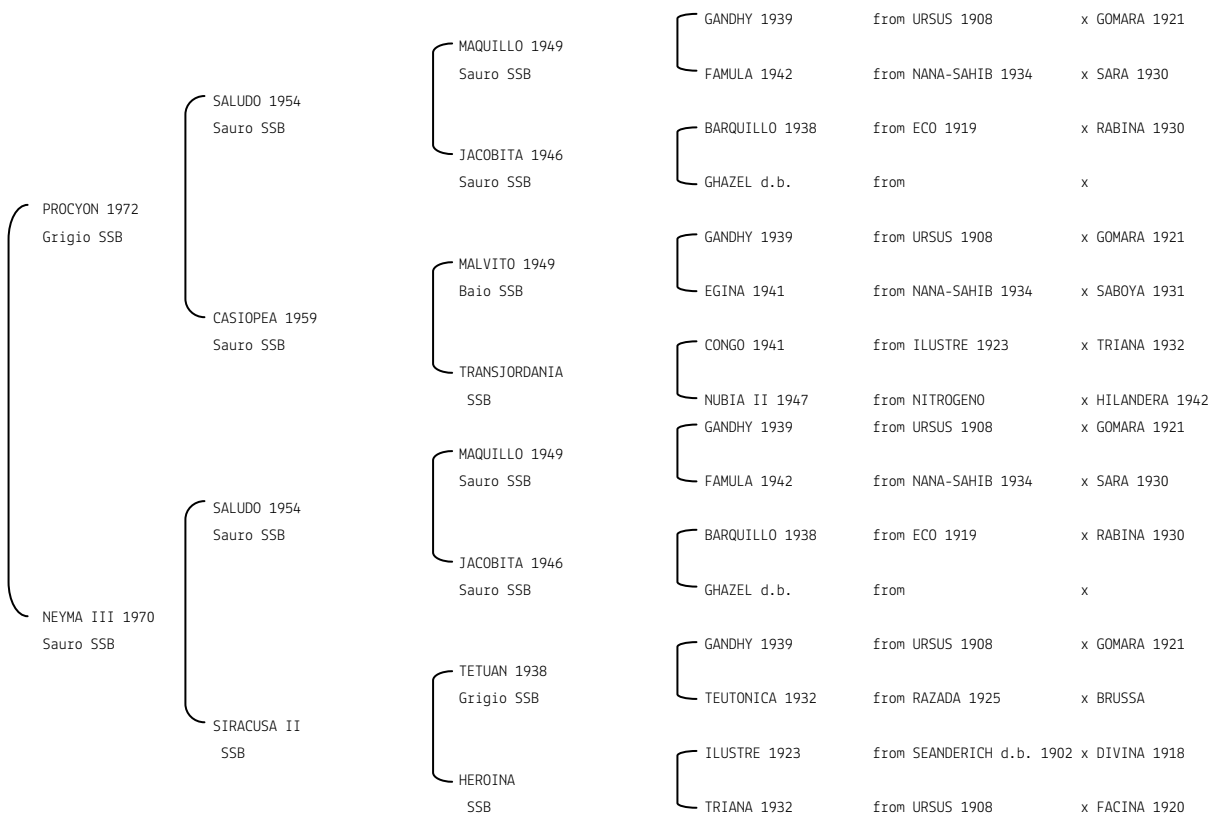 GANDHY 1939 from URSUS 1908 x GOMARA 1921
MAQUILLO 1949
Sauro SSB FAMULA 1942 from NANA-SAHIB 1934 x SARA 1930
SALUDO 1954
Sauro SSB BARQUILLO 1938 from ECO 1919 x RABINA 1930
JACOBITA 1946
Sauro SSB GHAZEL d.b. from x
PROCYON 1972
Grigio SSB GANDHY 1939 from URSUS 1908 x GOMARA 1921
MALVITO 1949
Baio SSB EGINA 1941 from NANA-SAHIB 1934 x SABOYA 1931
CASIOPEA 1959
Sauro SSB CONGO 1941 from ILUSTRE 1923 x TRIANA 1932
TRANSJORDANIA
SSB NUBIA II 1947 from NITROGENO x HILANDERA 1942
GANDHY 1939 from URSUS 1908 x GOMARA 1921
MAQUILLO 1949
Sauro SSB FAMULA 1942 from NANA-SAHIB 1934 x SARA 1930
SALUDO 1954
Sauro SSB BARQUILLO 1938 from ECO 1919 x RABINA 1930
JACOBITA 1946
Sauro SSB GHAZEL d.b. from x
NEYMA III 1970
Sauro SSB GANDHY 1939 from URSUS 1908 x GOMARA 1921
TETUAN 1938
Grigio SSB TEUTONICA 1932 from RAZADA 1925 x BRUSSA
SIRACUSA II
SSB ILUSTRE 1923 from SEANDERICH d.b. 1902 x DIVINA 1918
HEROINA
SSB TRIANA 1932 from URSUS 1908 x FACINA 1920